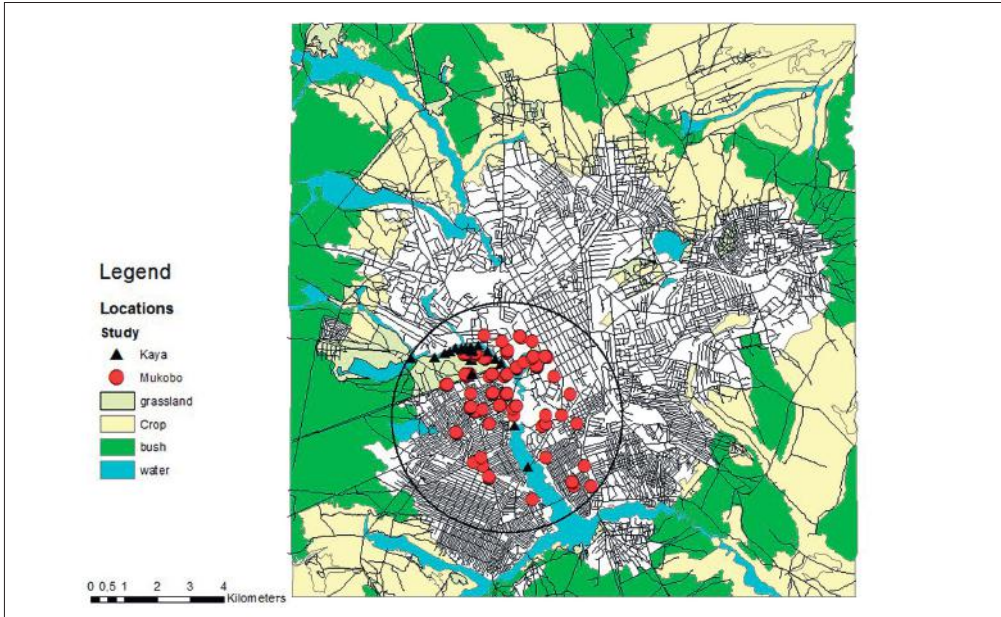 Legend
Locations
Study
Kaya
Mukobo
grassland
Crop
bush
water
0 0,5 1 2 3 4
Kilometers